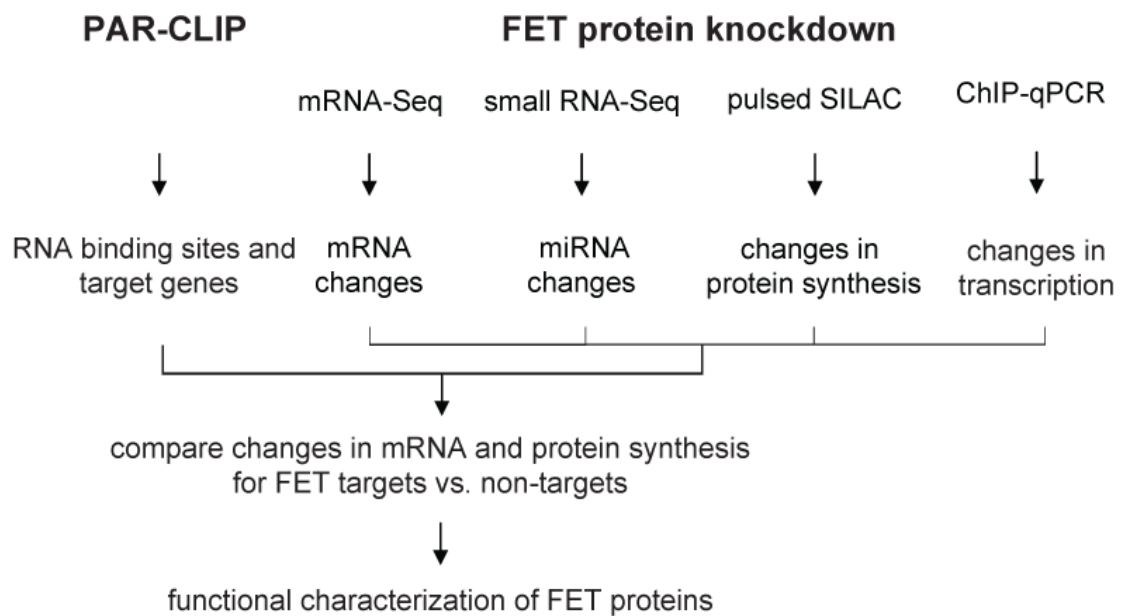 PAR-CLIP
FET protein knockdown
mRNA-Seq
small RNA-Seq
pulsed SILAC
ChIP-qPCR
RNA binding sites and
target genes
mRNA
changes
miRNA
changes
changes in
protein synthesis
changes in
transcription
compare changes in mRNA and protein synthesis
for FET targets vs. non-targets
functional characterization of FET proteins